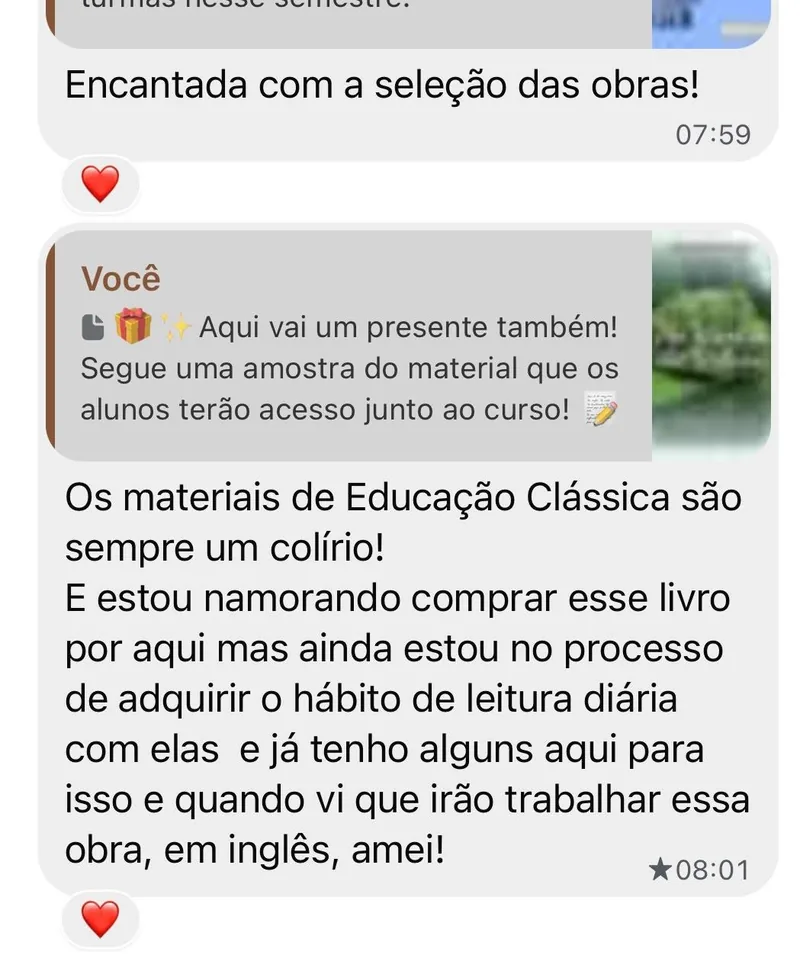 turmas nesse semestre.
Encantada com a seleção das obras!
07:59
Você
Aqui vai um presente também!
Segue uma amostra do material que os
alunos terão acesso junto ao curso!
Os materiais de Educação Clássica são
sempre um colírio!
E estou namorando comprar esse livro
por aqui mas ainda estou no processo
de adquirir o hábito de leitura diária
com elas  e já tenho alguns aqui para
isso e quando vi que irão trabalhar essa
obra, em inglês, amei!
08:01